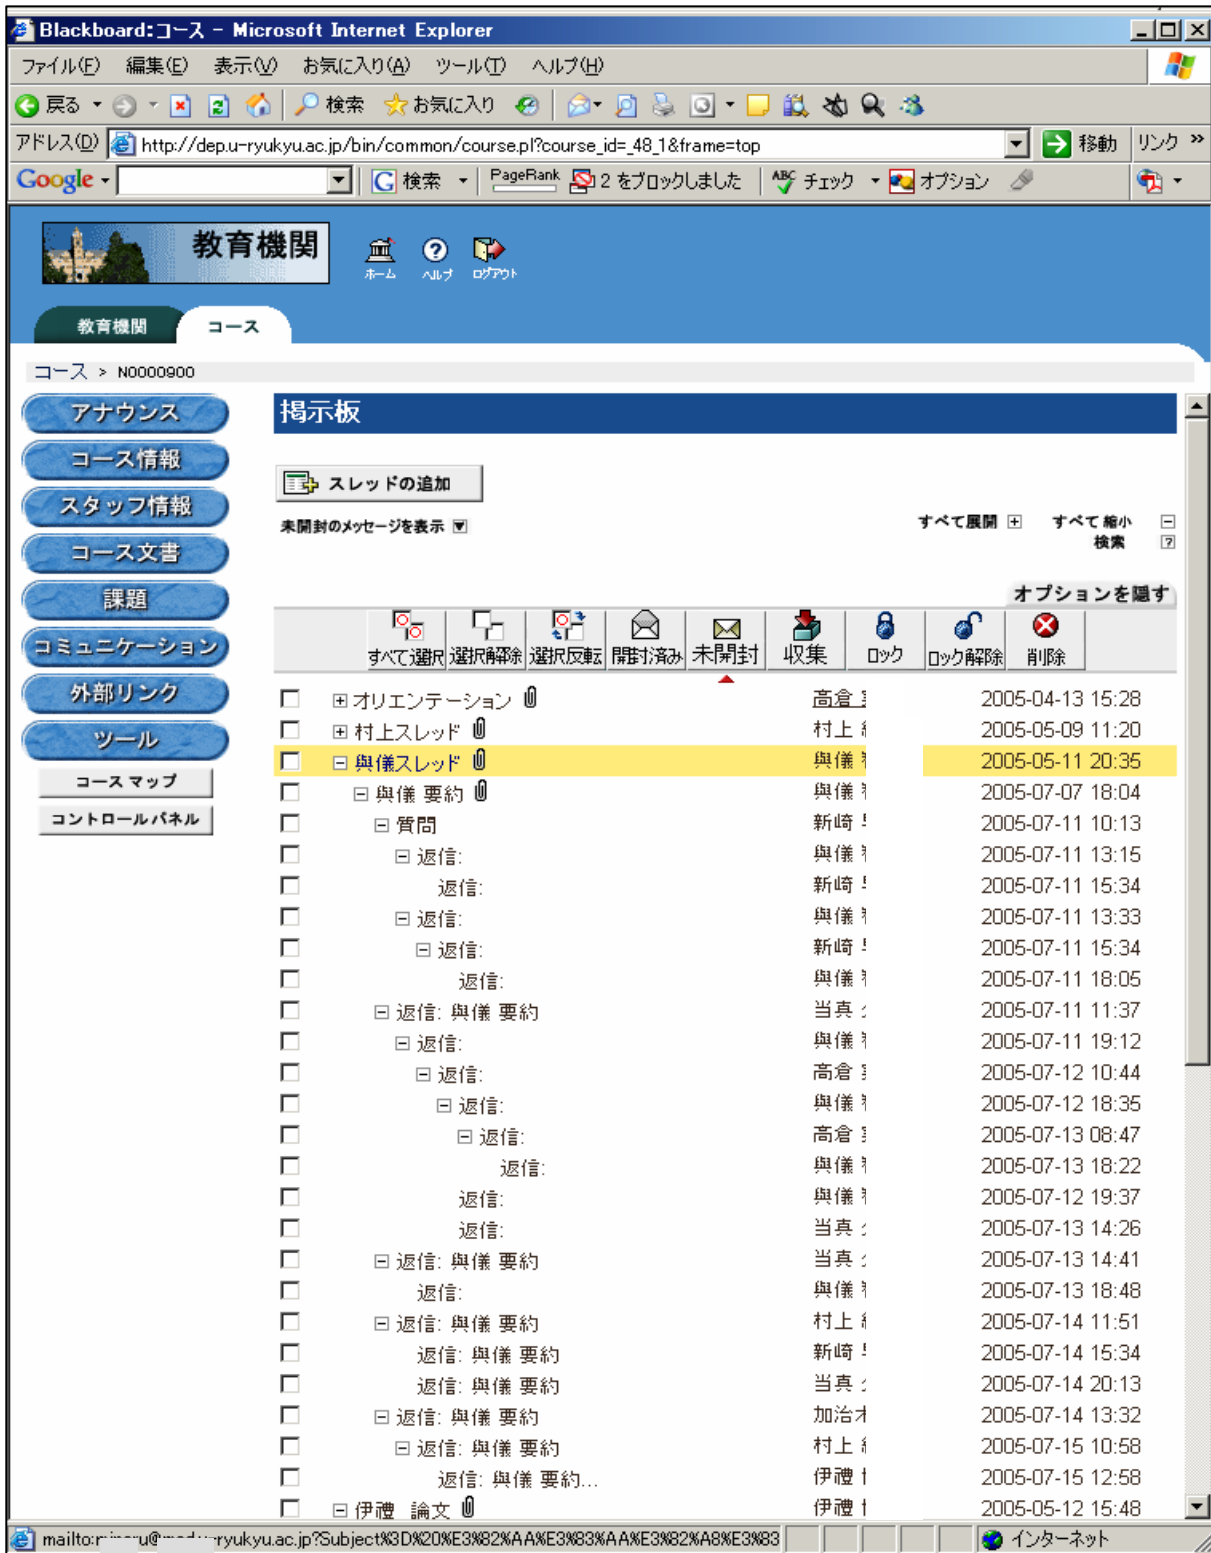 Blackboard:コース - Microsoft Internet Explorer
ファイル(F) 編集(E) 表示(V) お気に入り(A) ツール(T) ヘルプ(H)
戻る 検索 お気に入り
アドレス(D) http://dep.u-ryukyu.ac.jp/bin/common/course.pl?course_id=_48_1&frame=top 移動 リンク »
Google 検索 PageRank 2 をブロックしました ABC チェック オプション
教育機関
ホーム ヘルプ ログアウト
教育機関 コース
コース > N0000900
アナウンス
コース情報
スタッフ情報
コース文書
課題
コミュニケーション
外部リンク
ツール
コース マップ
コントロールパネル
掲示板
スレッドの追加
未開封のメッセージを表示 すべて展開 すべて縮小
検索
オプションを隠す
すべて選択 選択解除 選択反転 開封済み 未開封 収集 ロック ロック解除 削除
オリエンテーション 高倉 2005-04-13 15:28
村上スレッド 村上 2005-05-09 11:20
與儀スレッド 與儀 2005-05-11 20:35
與儀 要約 與儀 2005-07-07 18:04
質問 新崎 2005-07-11 10:13
返信: 與儀 2005-07-11 13:15
返信: 新崎 2005-07-11 15:34
返信: 與儀 2005-07-11 13:33
返信: 新崎 2005-07-11 15:34
返信: 與儀 2005-07-11 18:05
返信: 與儀 要約 当真 2005-07-11 11:37
返信: 與儀 2005-07-11 19:12
返信: 高倉 2005-07-12 10:44
返信: 與儀 2005-07-12 18:35
返信: 高倉 2005-07-13 08:47
返信: 與儀 2005-07-13 18:22
返信: 與儀 2005-07-12 19:37
返信: 当真 2005-07-13 14:26
返信: 與儀 要約 当真 2005-07-13 14:41
返信: 與儀 2005-07-13 18:48
返信: 與儀 要約 村上 2005-07-14 11:51
返信: 與儀 要約 新崎 2005-07-14 15:34
返信: 與儀 要約 当真 2005-07-14 20:13
返信: 與儀 要約 加治木 2005-07-14 13:32
返信: 與儀 要約 村上 2005-07-15 10:58
返信: 與儀 要約... 伊禮 2005-07-15 12:58
伊禮 論文 伊禮 2005-05-12 15:48
ryukyu.ac.jp?Subject%3D%20%E3%82%AA%E3%83%AA%E3%82%A8%E3%83 インターネット